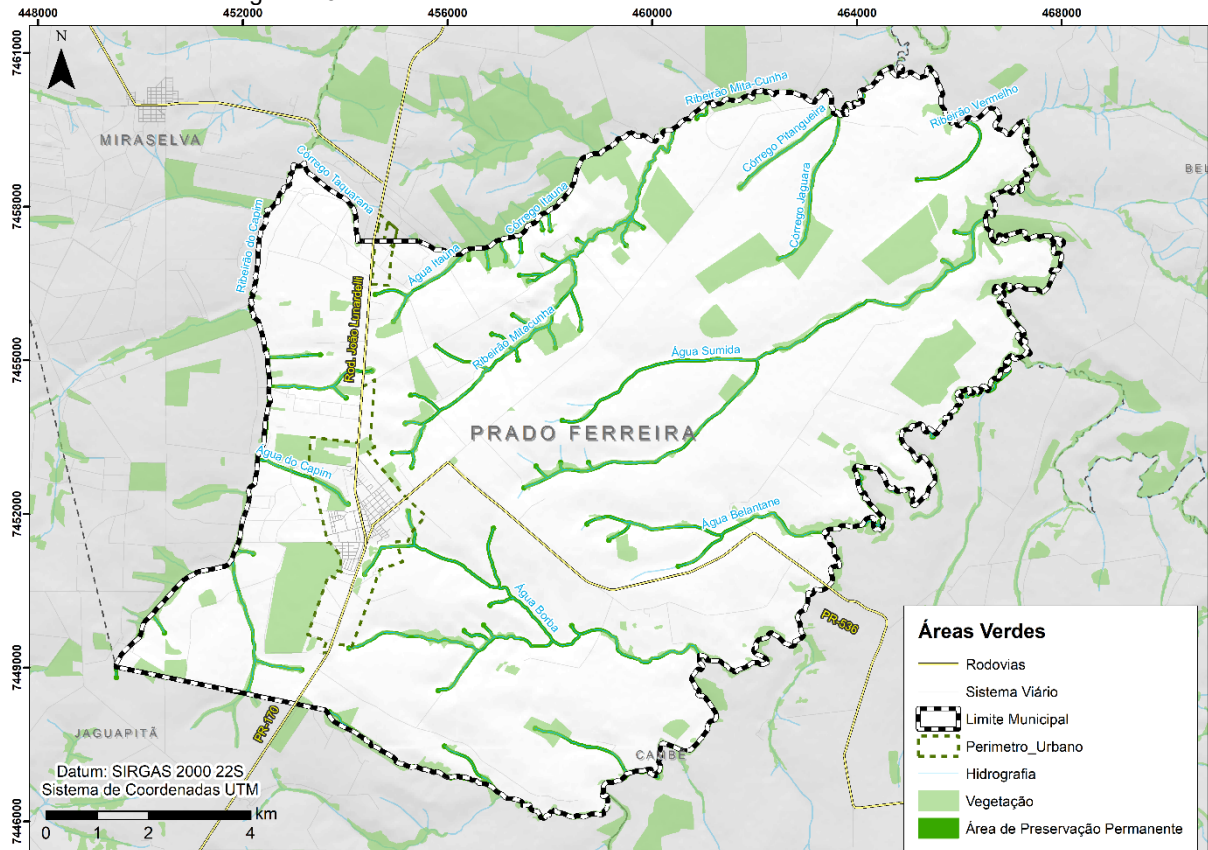 448000
452000
456000
460000
464000
468000
7461000
7458000
7455000
7452000
7449000
7446000
N
MIRASELVA
Córrego Taquarana
Ribeirão do Capim
Rod. João Lunardelli
Água Itauna
Córrego Itauna
Ribeirão Mita-Cunha
Córrego Pitangueira
Ribeirão Vermelho
Córrego Jaguara
BEL
Ribeirão Mitacunha
Água Sumida
PRADO FERREIRA
Água do Capim
Água Belantane
Água Borba
PR-536
PR-170
JAGUAPITÃ
CAMBÉ
Datum: SIRGAS 2000 22S
Sistema de Coordenadas UTM
km
0 1 2 4
Áreas Verdes
Rodovias
Sistema Viário
Limite Municipal
Perimetro_Urbano
Hidrografia
Vegetação
Área de Preservação Permanente